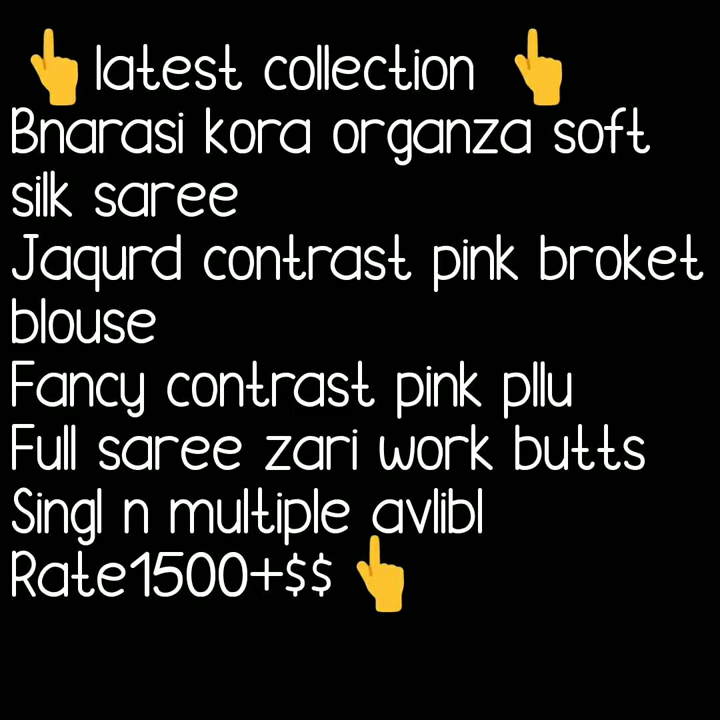 👆latest collection 👆
Bnarasi kora organza soft
silk saree
Jaqurd contrast pink broket
blouse
Fancy contrast pink pllu
Full saree zari work butts
Singl n multiple avlibl
Rate1500+$$ 👆